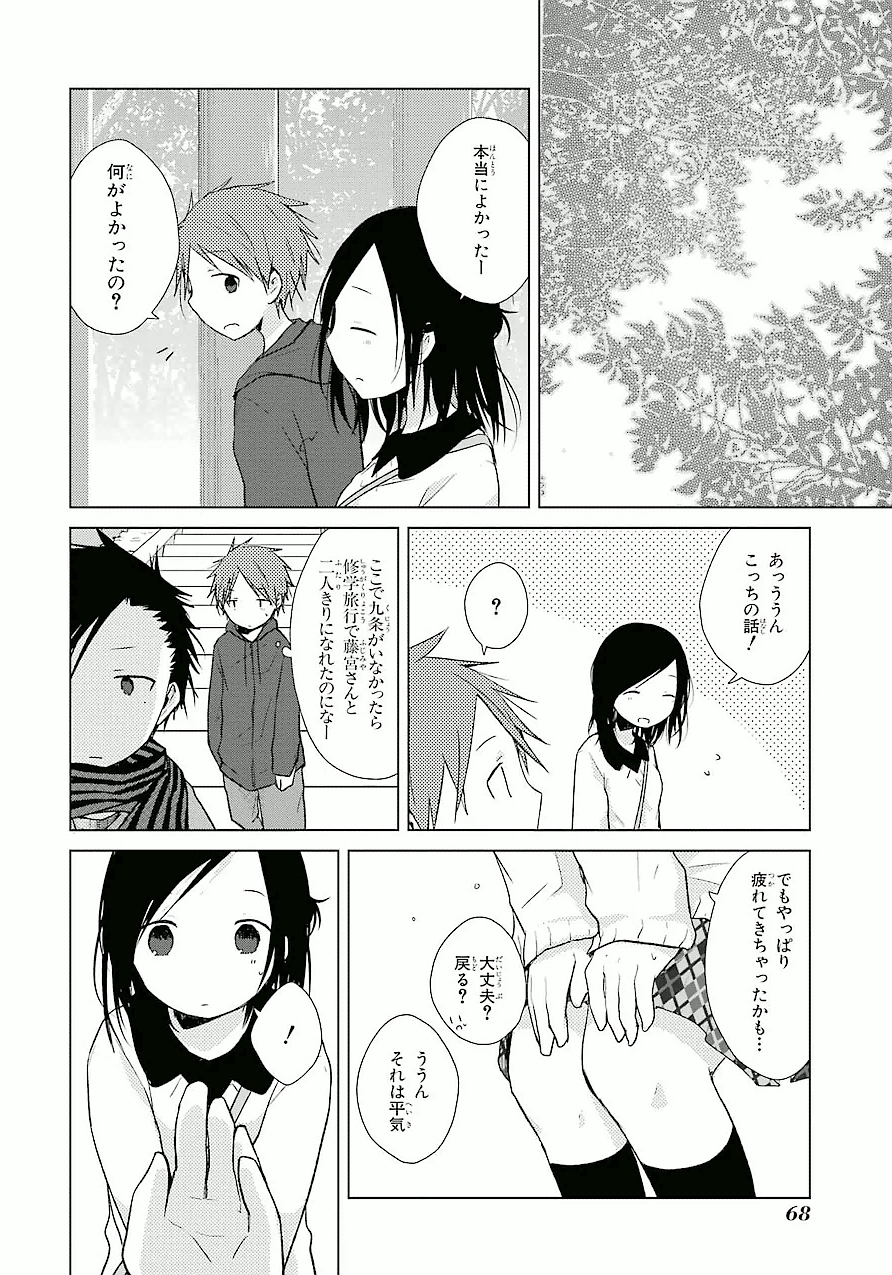 本当によかったー
何がよかったの?
あっううん
こっちの話!
?
ここで九条がいなかったら
修学旅行で藤宮さんと
二人きりになれたのになー
でもやっぱり
疲れてきちゃったかも…
大丈夫?
戻る?
ううん
それは平気
!
68